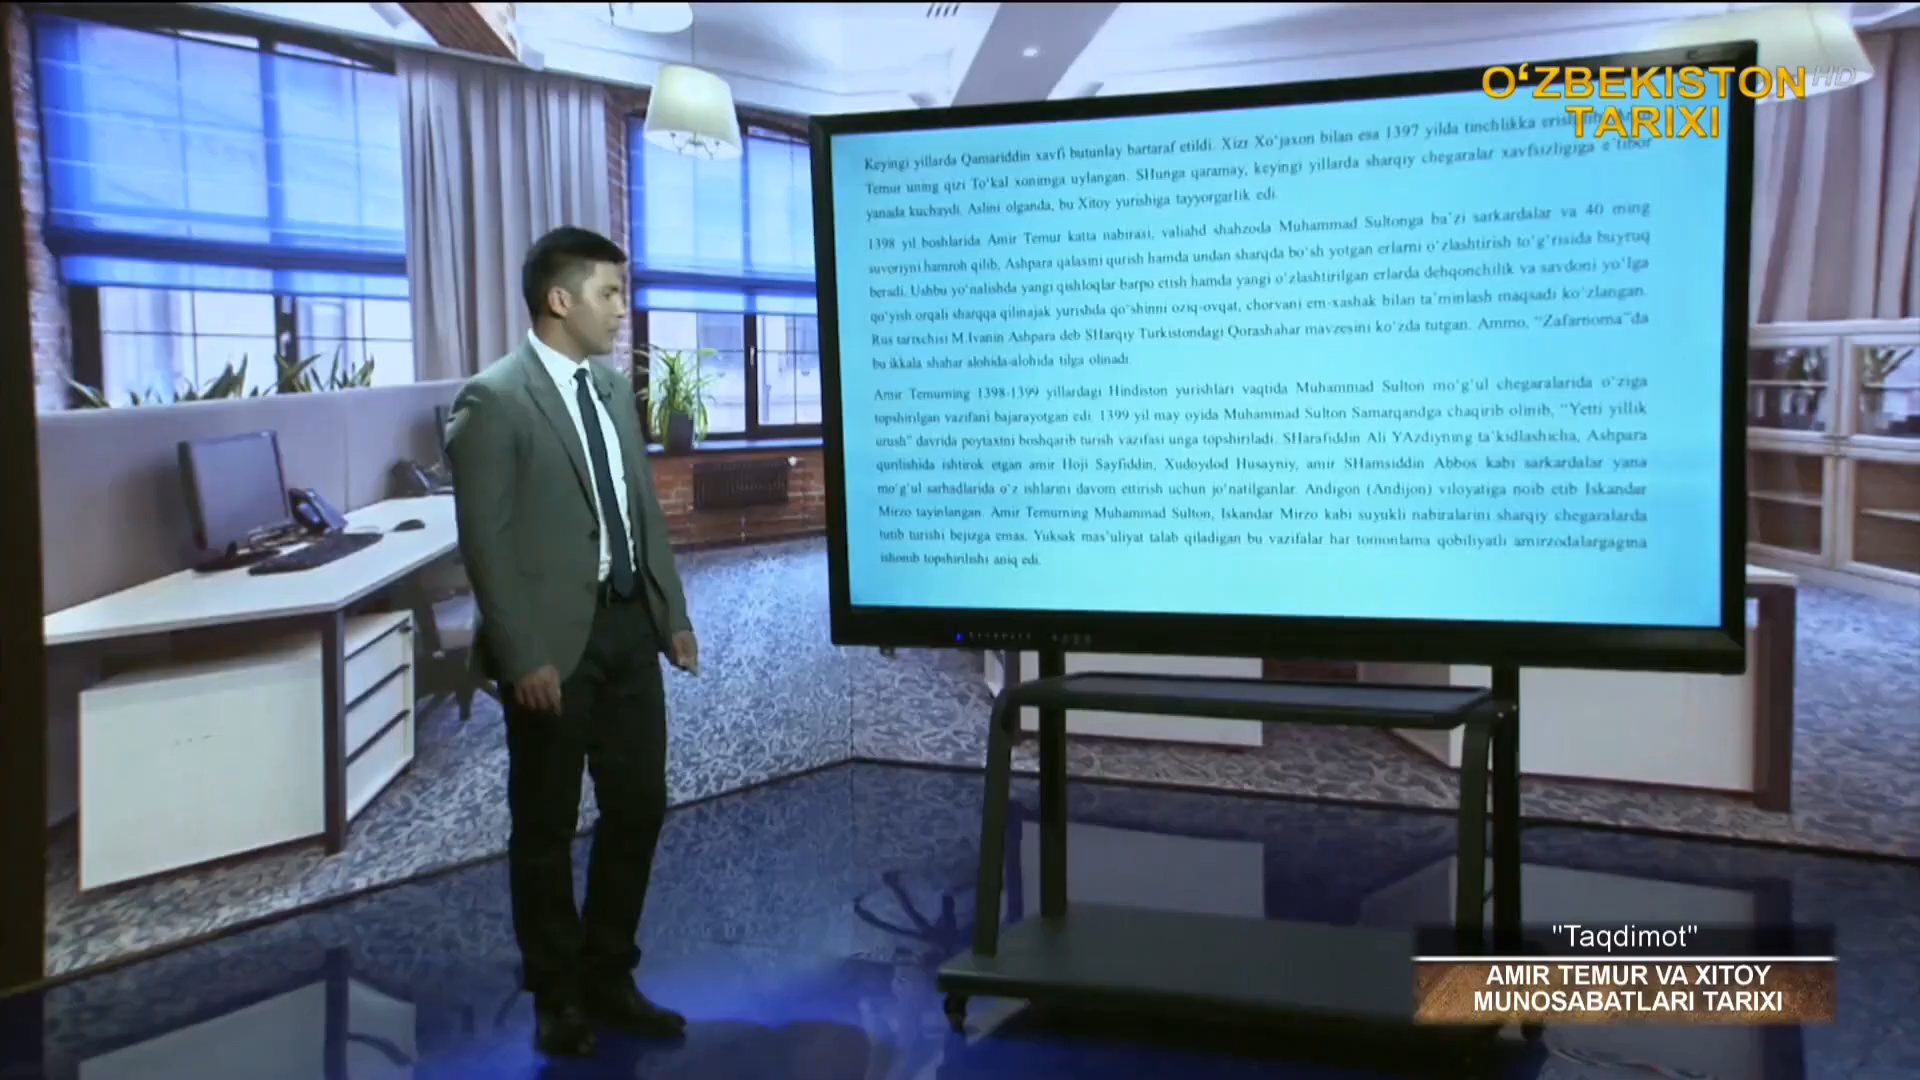 O‘ZBEKISTON HD
TARIXI
Keyingi yillarda Qamariddin xavfi butunlay bartaraf etildi. Xizr Xo‘jaxon bilan esa 1397 yilda tinchlikka
Temur uning qizi To‘kal xonimga uylangan. SHunga qaramay, keyingi yillarda sharqiy chegaralar xavfsizligiga e’tibor
yanada kuchaydi. Aslini olganda, bu Xitoy yurishiga tayyorgarlik edi.
1398 yil boshlarida Amir Temur katta nabirasi, valiahd shahzoda Muhammad Sultonga ba’zi sarkardalar va 40 ming
suvoriyni hamroh qilib, Ashpara qalasini qurish hamda undan sharqda bo‘sh yotgan erlarni o‘zlashtirish to‘g‘risida buyruq
beradi. Ushbu yo‘nalishda yangi qishloqlar barpo etish hamda yangi o‘zlashtirilgan erlarda dehqonchilik va savdoni yo‘lga
qo‘yish orqali sharqqa qilinajak yurishda qo‘shinni oziq-ovqat, chorvani em-xashak bilan ta’minlash maqsadi ko‘zlangan.
Rus tarixchisi M.Ivanin Ashpara deb SHarqiy Turkistondagi Qorashahar mavzesini ko‘zda tutgan. Ammo, “Zafarnoma”da
bu ikkala shahar alohida-alohida tilga olinadi.
Amir Temurning 1398-1399 yillardagi Hindiston yurishlari vaqtida Muhammad Sulton mo‘g‘ul chegaralarida o‘ziga
topshirilgan vazifani bajarayotgan edi. 1399 yil may oyida Muhammad Sulton Samarqandga chaqirib olinib, “Yetti yillik
urush” davrida poytaxtni boshqarib turish vazifasi unga topshiriladi. SHarafiddin Ali YAzdiyning ta’kidlashicha, Ashpara
qurilishida ishtirok etgan amir Hoji Sayfiddin, Xudoydod Husayniy, amir SHamsiddin Abbos kabi sarkardalar yana
mo‘g‘ul sarhadlarida o‘z ishlarini davom ettirish uchun jo‘natilganlar. Andigon (Andijon) viloyatiga noib etib Iskandar
Mirzo tayinlangan. Amir Temurning Muhammad Sulton, Iskandar Mirzo kabi suyukli nabiralarini sharqiy chegaralarda
tutib turishi bejizga emas. Yuksak mas’uliyat talab qiladigan bu vazifalar har tomonlama qobiliyatli amirzodalargagina
ishonib topshirilishi aniq edi.
"Taqdimot"
AMIR TEMUR VA XITOY
MUNOSABATLARI TARIXI